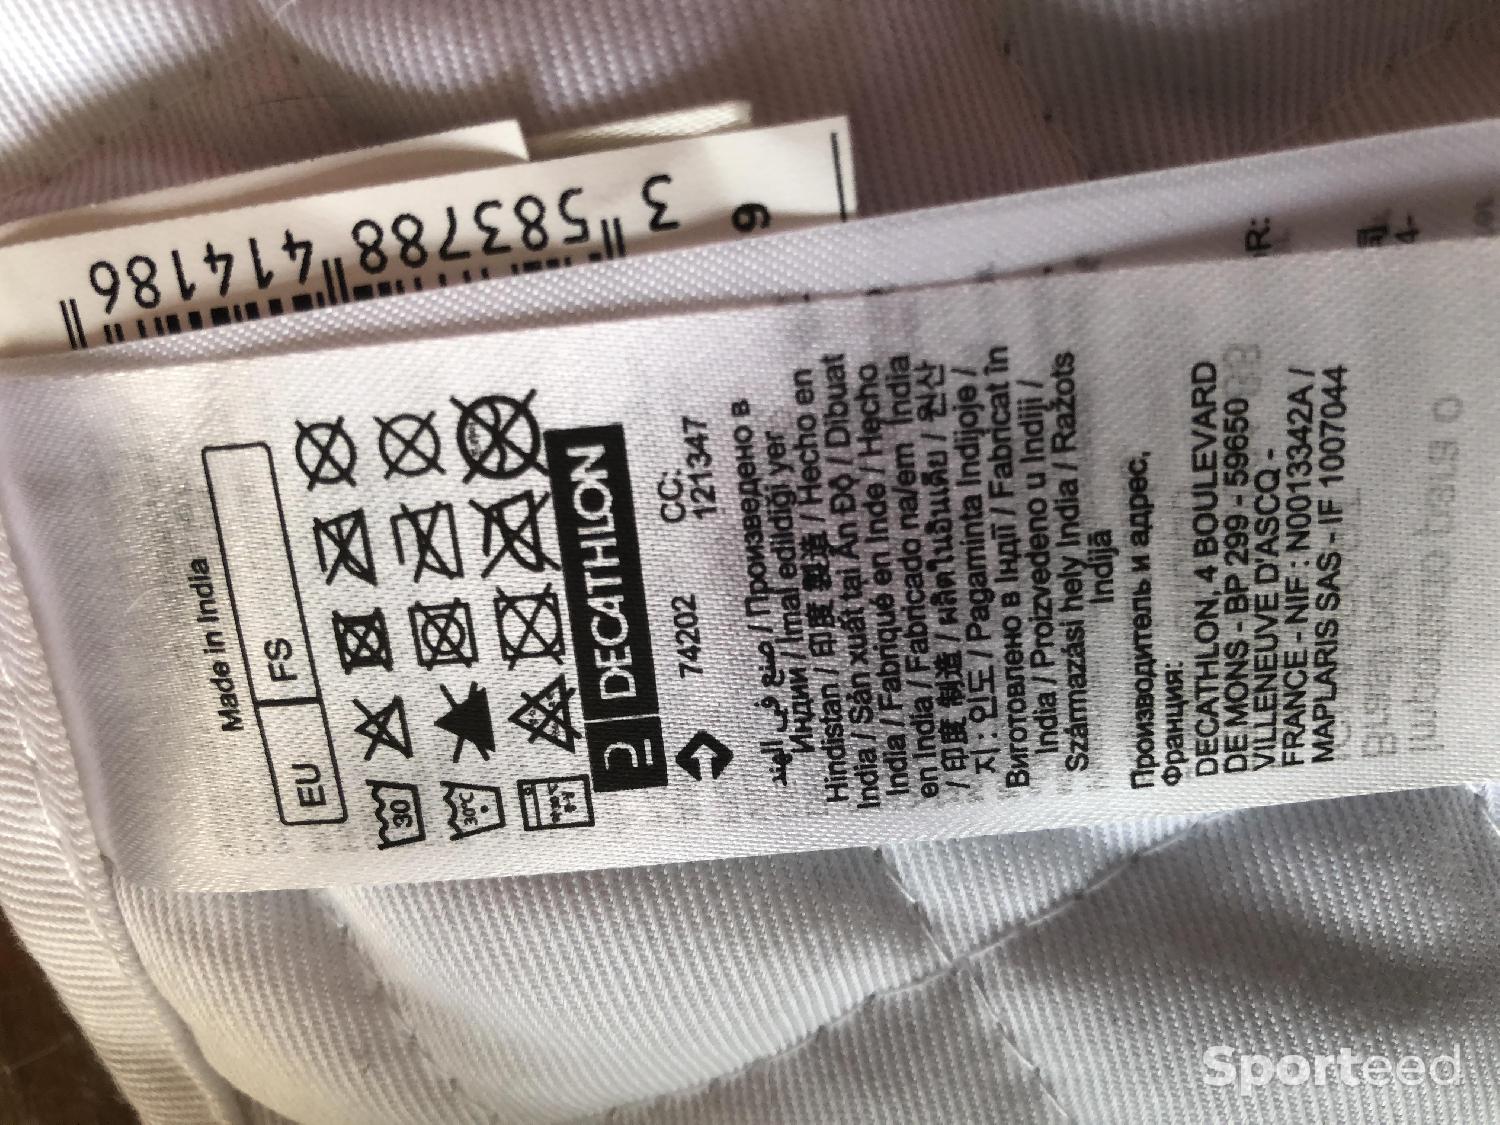 3 583788 414186
6
Made in India
EU FS
30
30°C
DECATHLON
74202
CC:
121347
صنع في الهند / Произведено в
Индии / Imal edildiği yer
Hindistan / 印度 製造 / Hecho en
India / Sản xuất tại Ấn Độ / Dibuat
India / Fabriqué en Inde / Hecho
en India / Fabricado na/em Índia
/ 印度 制造 / ผลิตในอินเดีย / 원산
지 : 인도 / Pagaminta Indijoje /
Виготовлено в Індії / Fabricat în
India / Proizvedeno u Indiji /
Származási hely India / Ražots
Indijā
Производитель и адрес,
Франция:
DECATHLON, 4 BOULEVARD
DE MONS - BP 299 - 59650
VILLENEUVE D'ASCQ -
FRANCE - NIF : N0013342A /
MAPLARIS SAS - IF 1007044
Sporteed